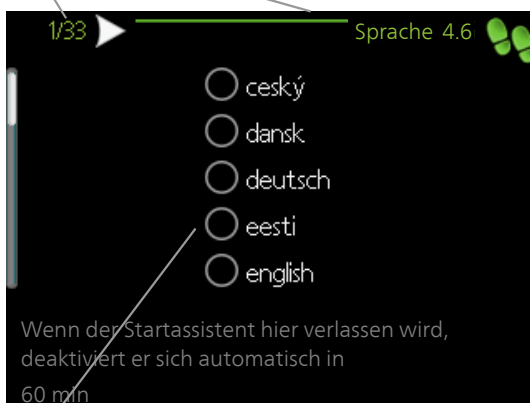 1/33 Sprache 4.6
ceský
dansk
deutsch
eesti
english
Wenn der Startassistent hier verlassen wird,
deaktiviert er sich automatisch in
60 min